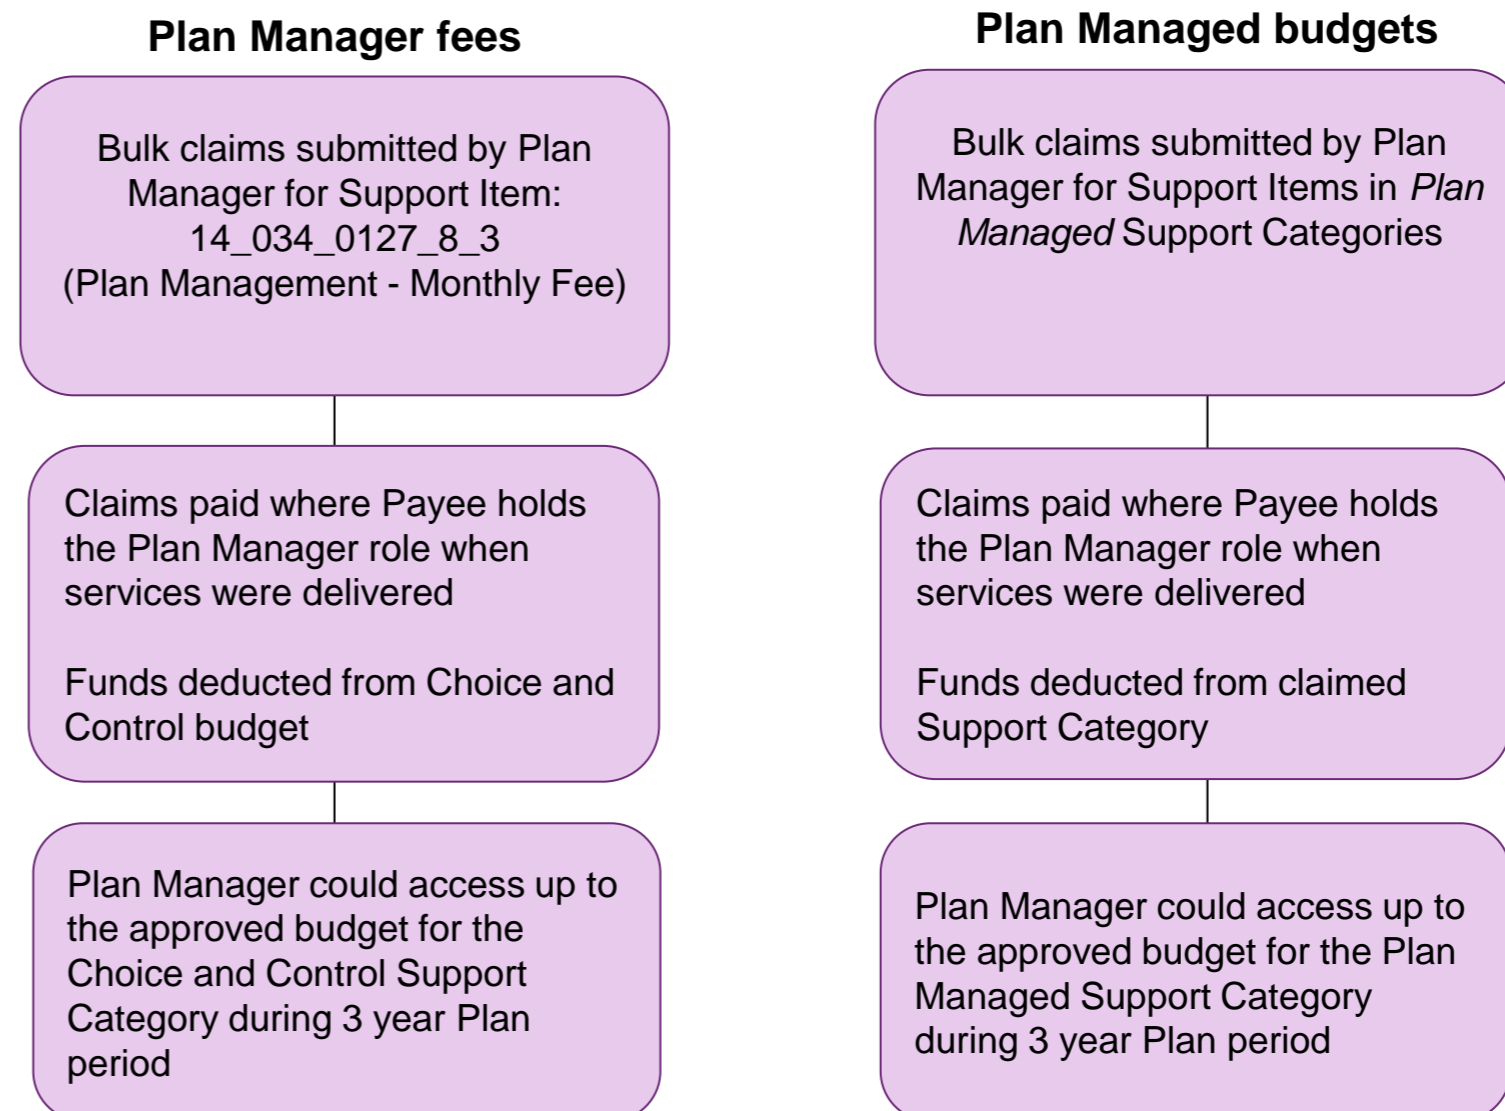 Plan Manager fees
Bulk claims submitted by Plan
Manager for Support Item:
14_034_0127_8_3
(Plan Management - Monthly Fee)
Claims paid where Payee holds
the Plan Manager role when
services were delivered
Funds deducted from Choice and
Control budget
Plan Manager could access up to
the approved budget for the
Choice and Control Support
Category during 3 year Plan
period
Plan Managed budgets
Bulk claims submitted by Plan
Manager for Support Items in Plan
Managed Support Categories
Claims paid where Payee holds
the Plan Manager role when
services were delivered
Funds deducted from claimed
Support Category
Plan Manager could access up to
the approved budget for the Plan
Managed Support Category
during 3 year Plan period